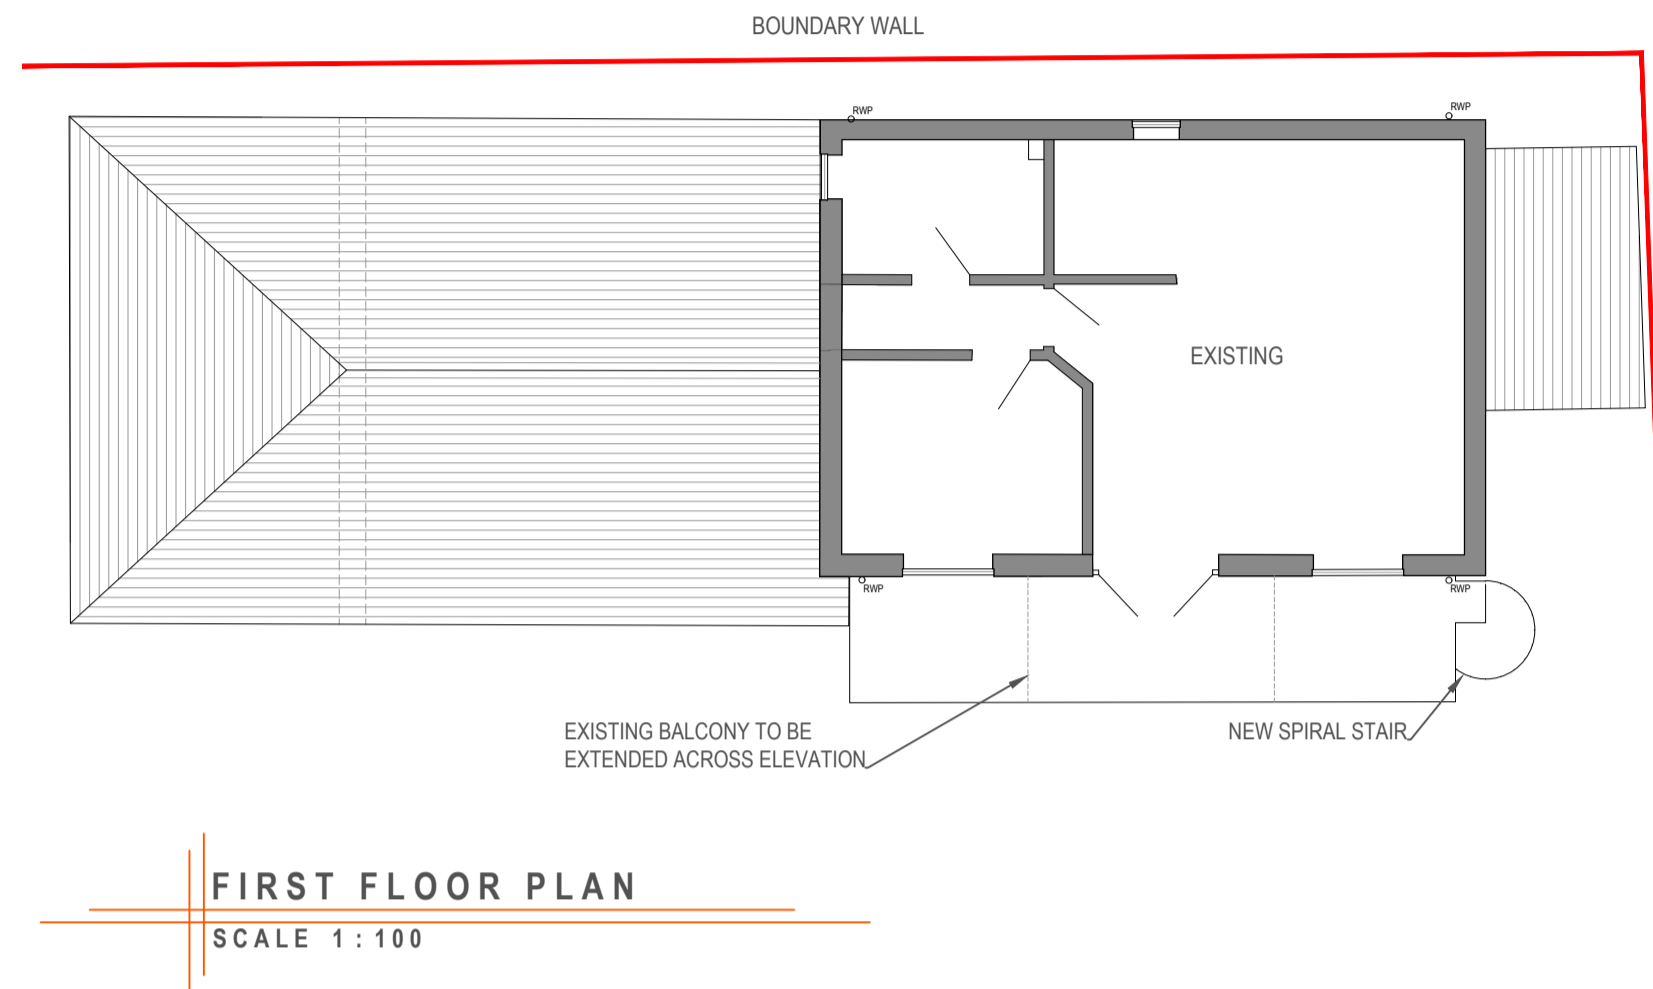 BOUNDARY WALL
RWP
RWP
EXISTING
RWP
RWP
EXISTING BALCONY TO BE
EXTENDED ACROSS ELEVATION
NEW SPIRAL STAIR
FIRST FLOOR PLAN
SCALE 1:100